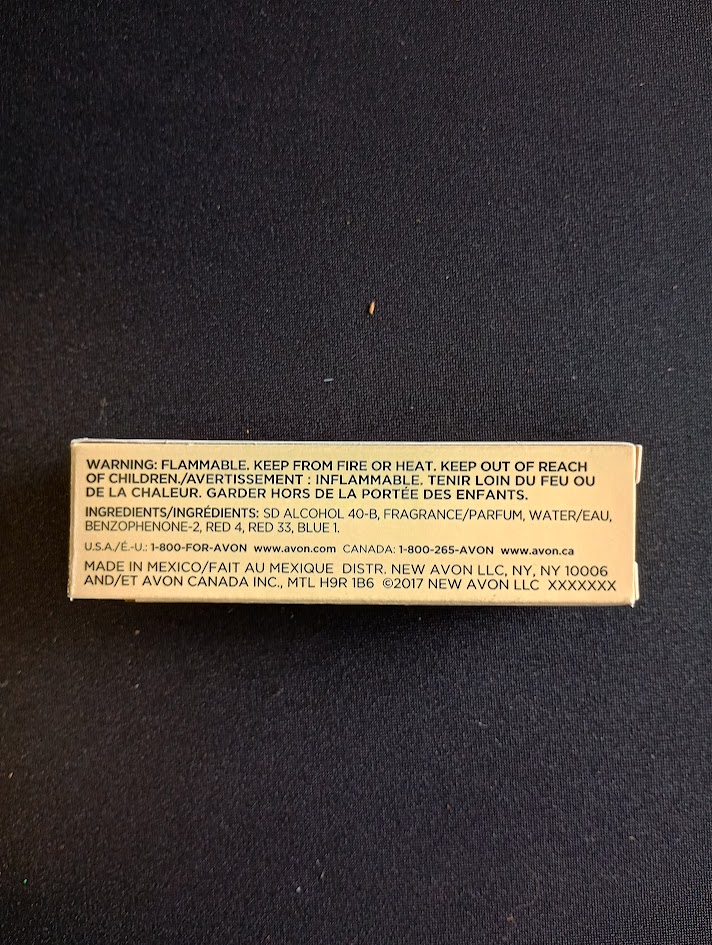 WARNING: FLAMMABLE. KEEP FROM FIRE OR HEAT. KEEP OUT OF REACH
OF CHILDREN./AVERTISSEMENT : INFLAMMABLE. TENIR LOIN DU FEU OU
DE LA CHALEUR. GARDER HORS DE LA PORTÉE DES ENFANTS.
INGREDIENTS/INGRÉDIENTS: SD ALCOHOL 40-B, FRAGRANCE/PARFUM, WATER/EAU,
BENZOPHENONE-2, RED 4, RED 33, BLUE 1.
U.S.A./É.-U.: 1-800-FOR-AVON www.avon.com CANADA: 1-800-265-AVON www.avon.ca
MADE IN MEXICO/FAIT AU MEXIQUE DISTR. NEW AVON LLC, NY, NY 10006
AND/ET AVON CANADA INC., MTL H9R 1B6 ©2017 NEW AVON LLC XXXXXXX